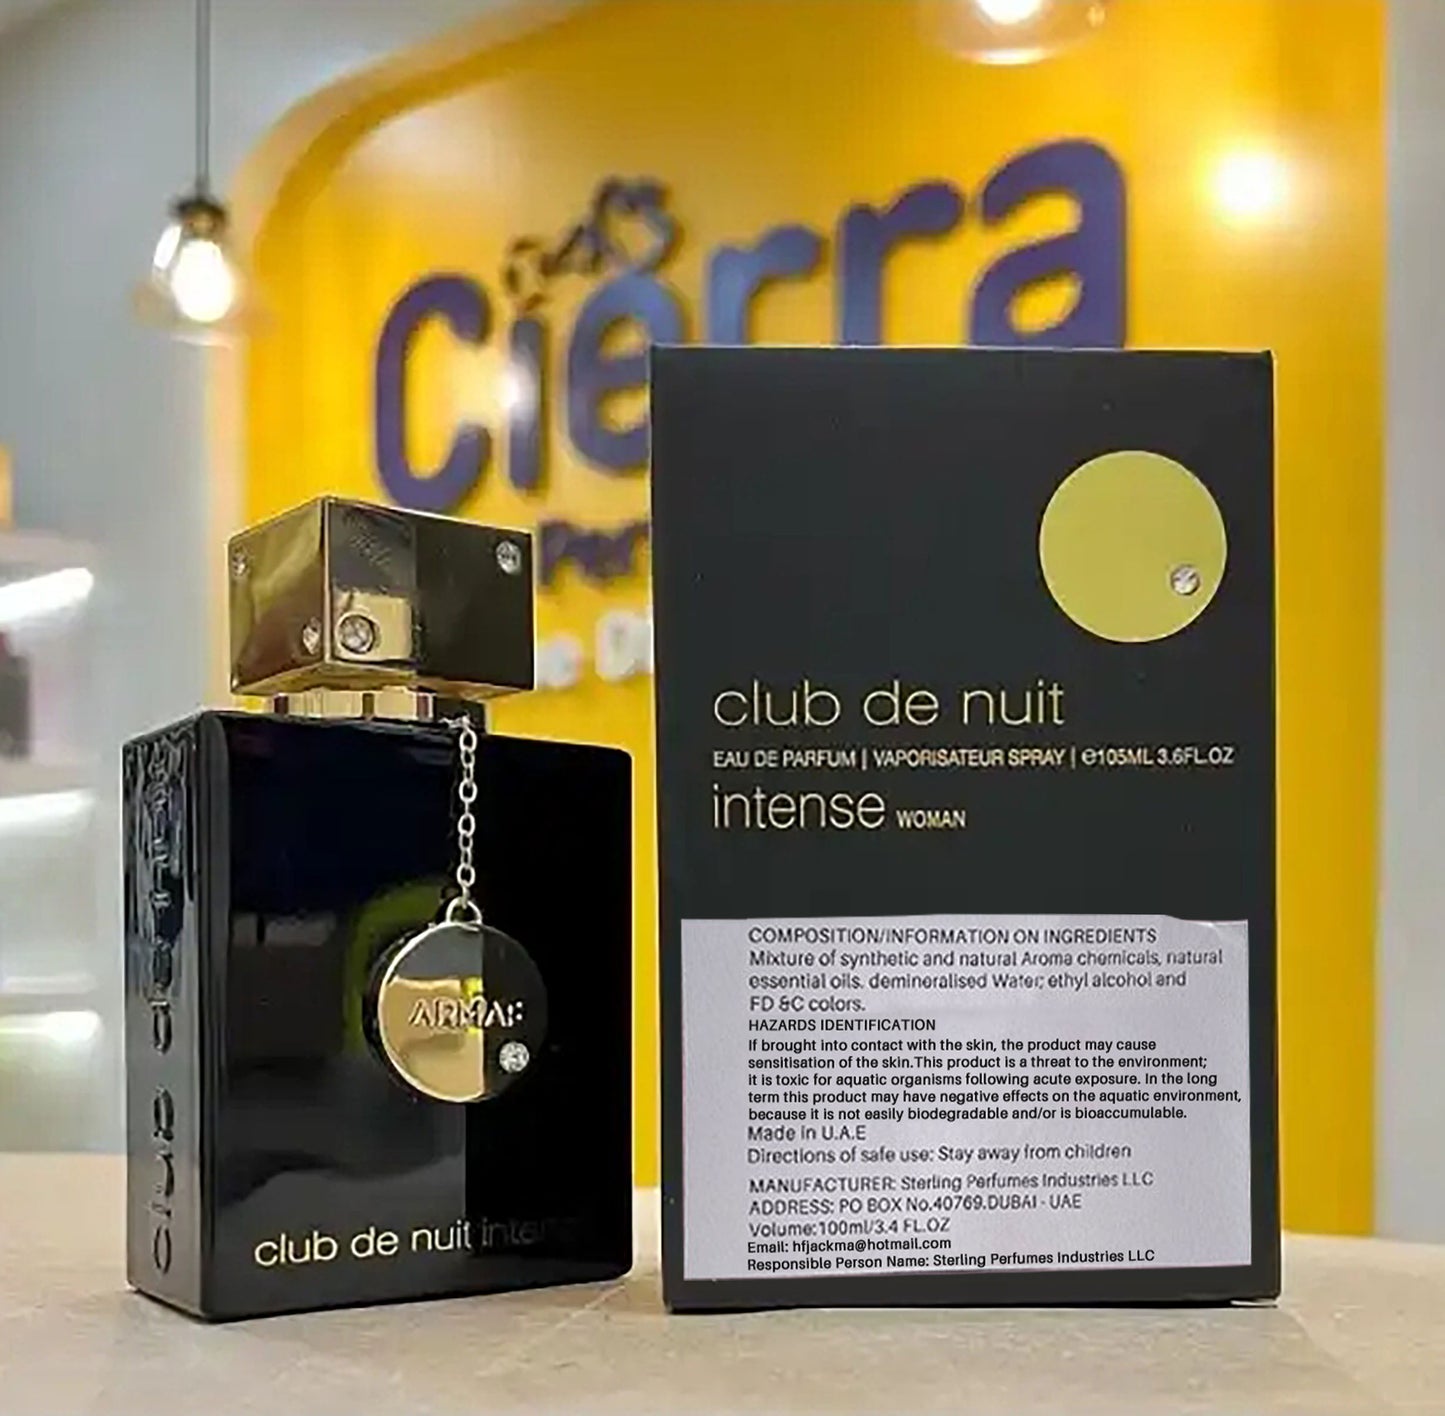 Cierra
club de nuit
EAU DE PARFUM | VAPORISATEUR SPRAY | ℮105ML 3.6FL.OZ
intense WOMAN
ARMAF
club de nuit intense
COMPOSITION/INFORMATION ON INGREDIENTS
Mixture of synthetic and natural Aroma chemicals, natural
essential oils. demineralised Water; ethyl alcohol and
FD &C colors.
HAZARDS IDENTIFICATION
If brought into contact with the skin, the product may cause
sensitisation of the skin.This product is a threat to the environment;
it is toxic for aquatic organisms following acute exposure. In the long
term this product may have negative effects on the aquatic environment,
because it is not easily biodegradable and/or is bioaccumulable.
Made in U.A.E
Directions of safe use: Stay away from children
MANUFACTURER: Sterling Perfumes Industries LLC
ADDRESS: PO BOX No.40769.DUBAI - UAE
Volume:100ml/3.4 FL.OZ
Email: hfjackma@hotmail.com
Responsible Person Name: Sterling Perfumes Industries LLC